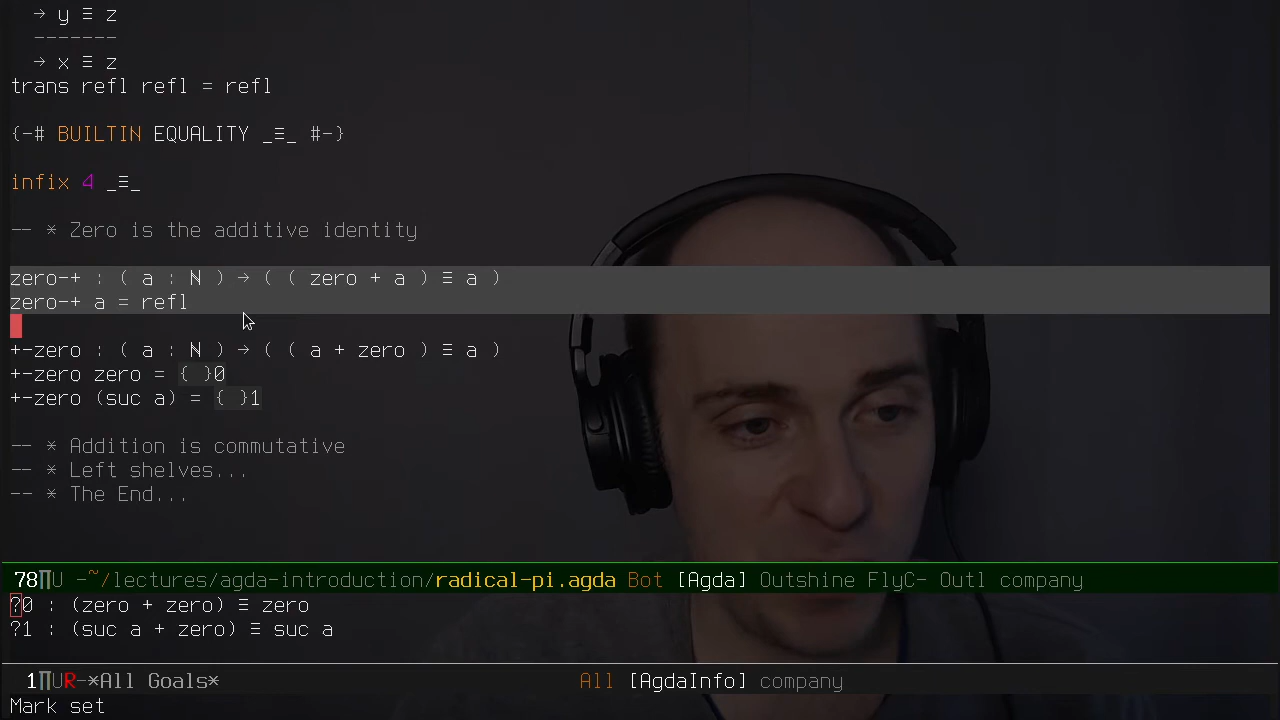 → y ≡ z
-------
→ x ≡ z
trans refl refl = refl
{-# BUILTIN EQUALITY _≡_ #-}
infix 4 _≡_
-- * Zero is the additive identity
zero-+ : ( a : N ) → ( ( zero + a ) ≡ a )
zero-+ a = refl
+-zero : ( a : N ) → ( ( a + zero ) ≡ a )
+-zero zero = { }0
+-zero (suc a) = { }1
-- * Addition is commutative
-- * Left shelves...
-- * The End...
78∏U -~/lectures/agda-introduction/radical-pi.agda Bot [Agda] Outshine FlyC- Outl company
?0 : (zero + zero) ≡ zero
?1 : (suc a + zero) ≡ suc a
1∏UR-*All Goals* All [AgdaInfo] company
Mark set